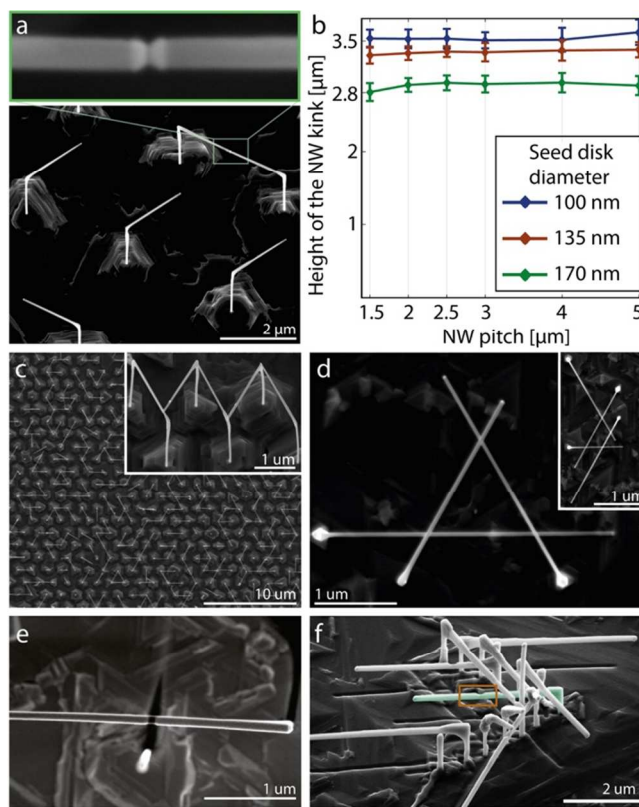 a
2 µm
b
Height of the NW kink [µm]
3.5
2.8
2
1
Seed disk
diameter
100 nm
135 nm
170 nm
1.5 2 2.5 3 4 5
NW pitch [µm]
c
1 um
10 um
d
1 um
1 um
e
1 um
f
2 um